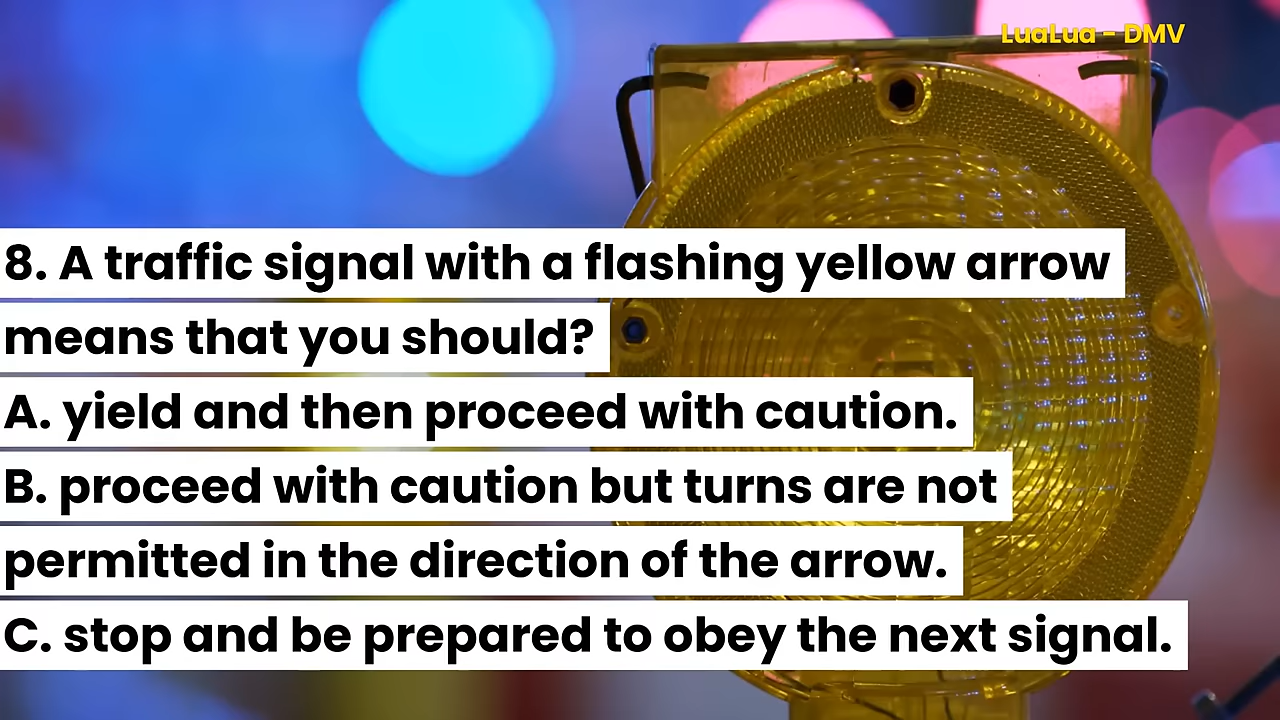 LuaLua - DMV
8. A traffic signal with a flashing yellow arrow
means that you should?
A. yield and then proceed with caution.
B. proceed with caution but turns are not
permitted in the direction of the arrow.
C. stop and be prepared to obey the next signal.